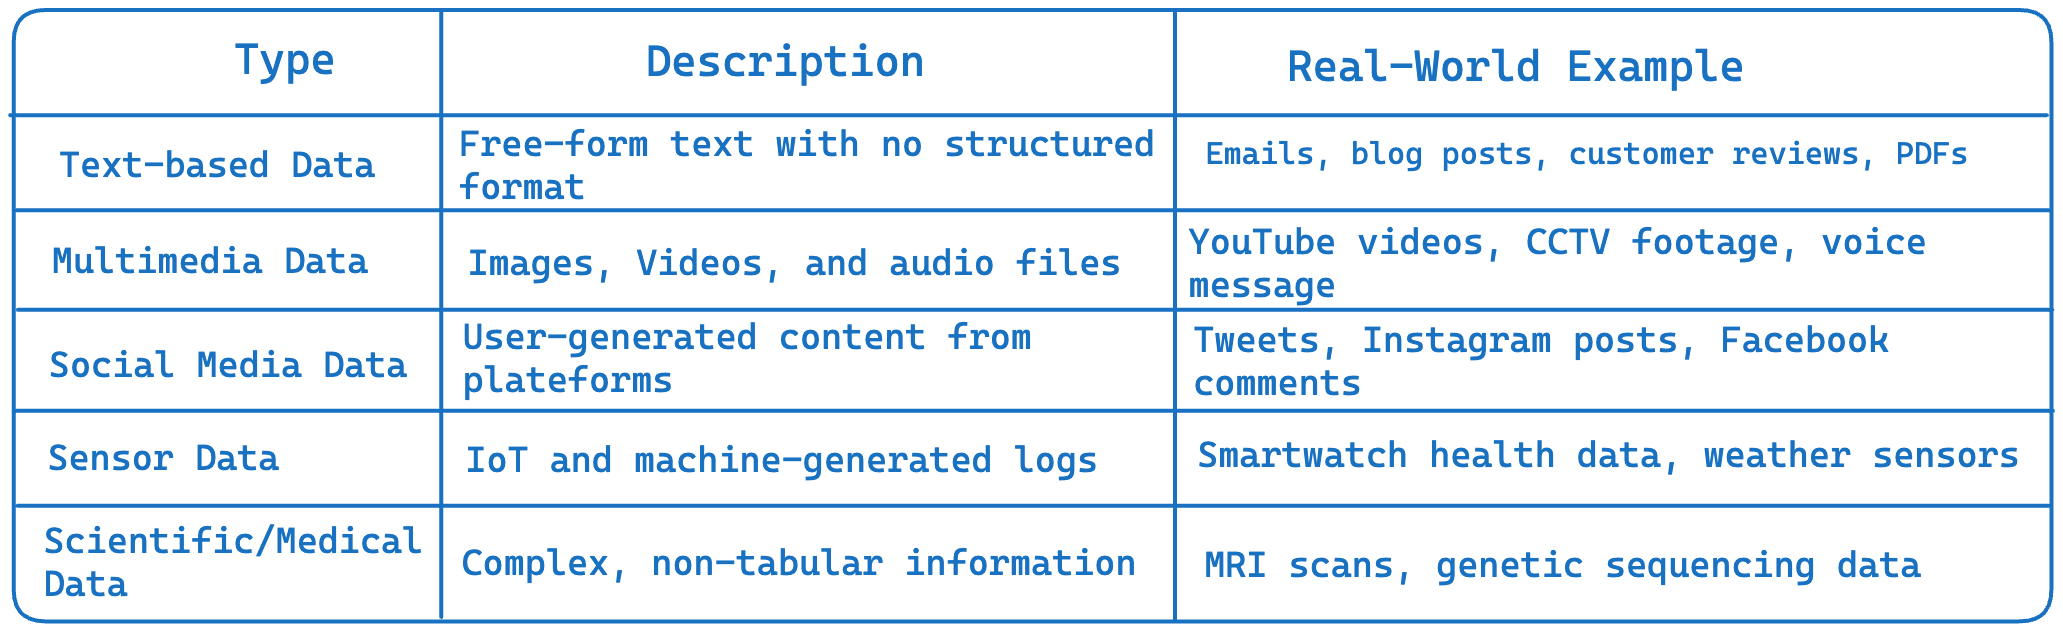 Type
Description
Real-World Example
Text-based Data
Free-form text with no structured
format
Emails, blog posts, customer reviews, PDFs
Multimedia Data
Images, Videos, and audio files
YouTube videos, CCTV footage, voice
message
Social Media Data
User-generated content from
plateforms
Tweets, Instagram posts, Facebook
comments
Sensor Data
IoT and machine-generated logs
Smartwatch health data, weather sensors
Scientific/Medical
Data
Complex, non-tabular information
MRI scans, genetic sequencing data